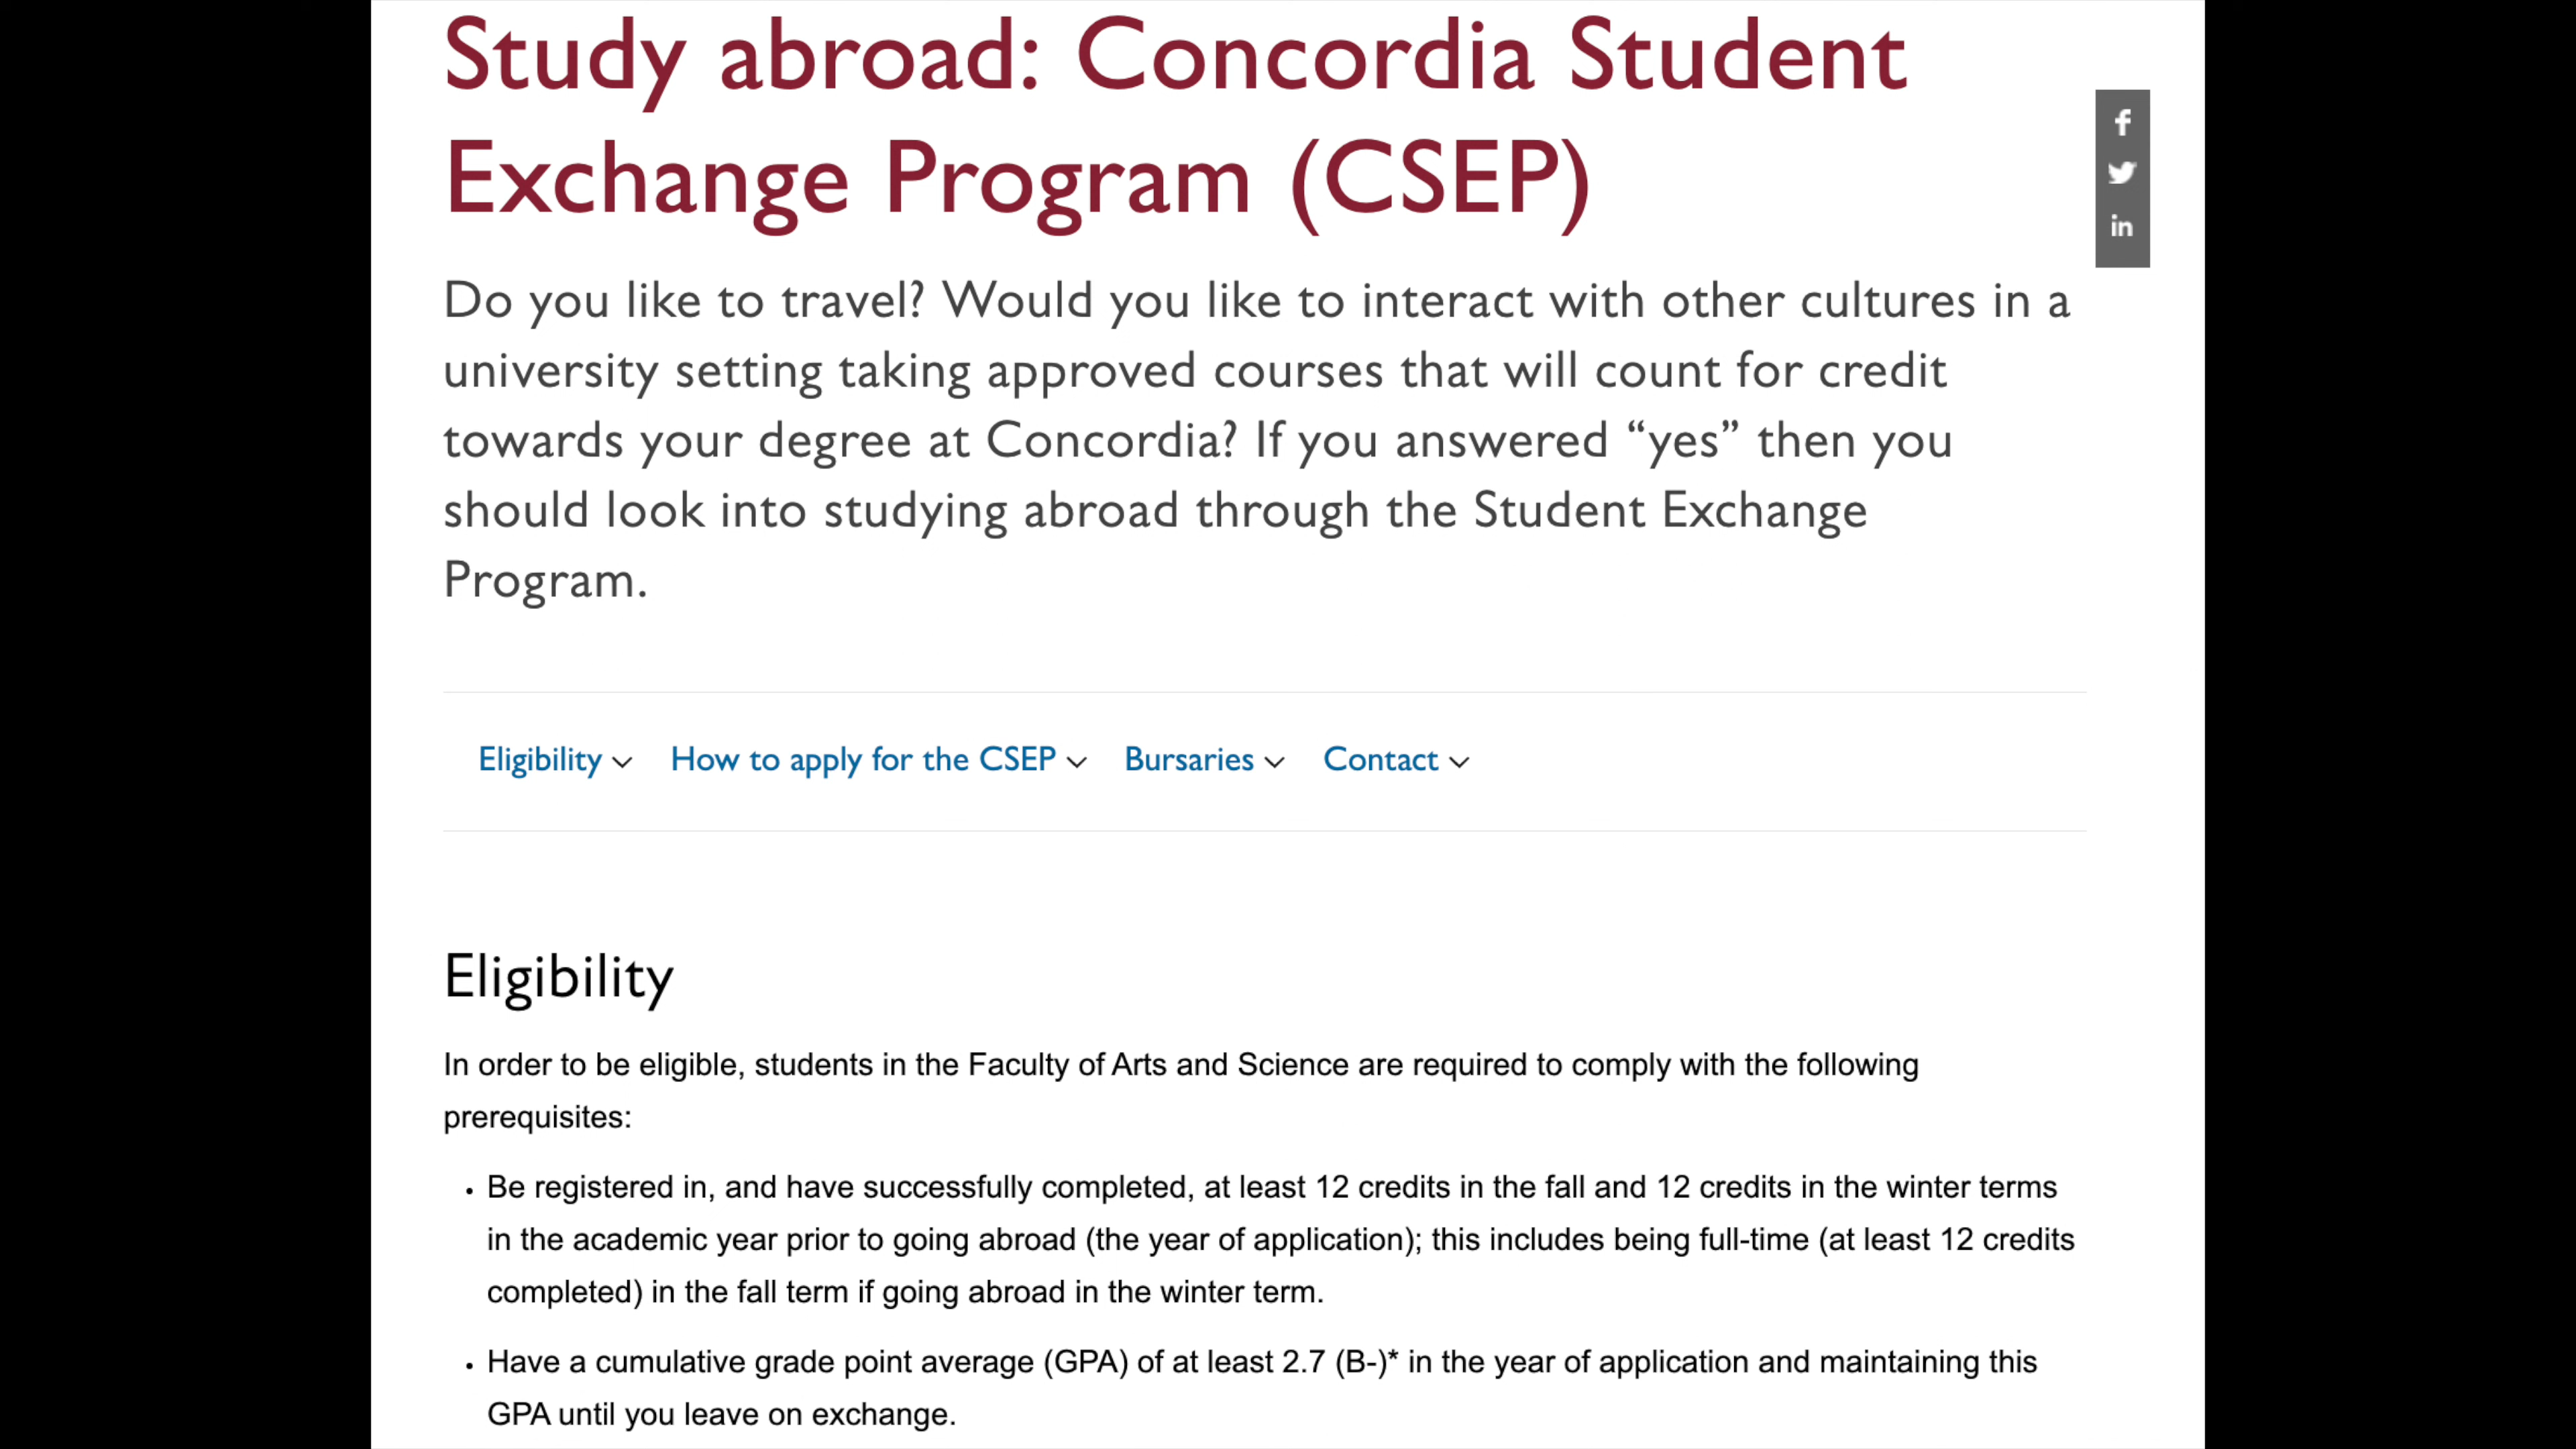 Study abroad: Concordia Student
Exchange Program (CSEP)
Do you like to travel? Would you like to interact with other cultures in a
university setting taking approved courses that will count for credit
towards your degree at Concordia? If you answered “yes” then you
should look into studying abroad through the Student Exchange
Program.
Eligibility How to apply for the CSEP Bursaries Contact
Eligibility
In order to be eligible, students in the Faculty of Arts and Science are required to comply with the following
prerequisites:
• Be registered in, and have successfully completed, at least 12 credits in the fall and 12 credits in the winter terms
in the academic year prior to going abroad (the year of application); this includes being full-time (at least 12 credits
completed) in the fall term if going abroad in the winter term.
• Have a cumulative grade point average (GPA) of at least 2.7 (B-)* in the year of application and maintaining this
GPA until you leave on exchange.